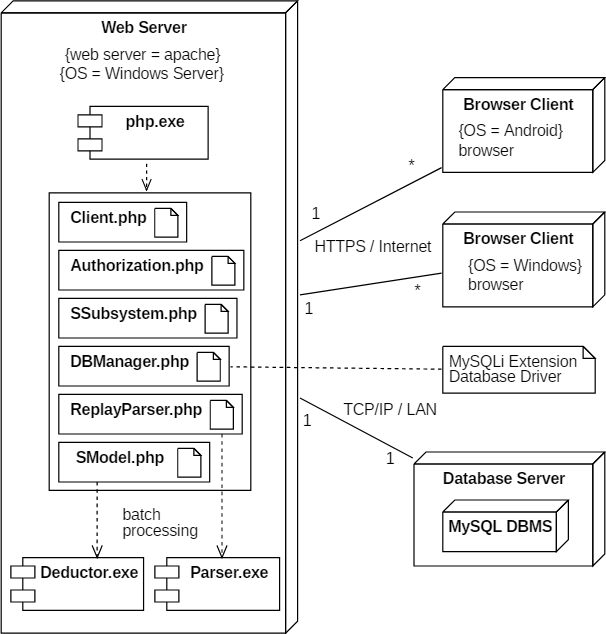 Web Server
{web server = apache}
{OS = Windows Server}
php.exe
Client.php
Authorization.php
SSubsystem.php
DBManager.php
ReplayParser.php
SModel.php
batch
processing
Deductor.exe
Parser.exe
Browser Client
{OS = Android}
browser
*
1
HTTPS / Internet
Browser Client
{OS = Windows}
browser
*
1
MySQLi Extension
Database Driver
TCP/IP / LAN
1
1
Database Server
MySQL DBMS